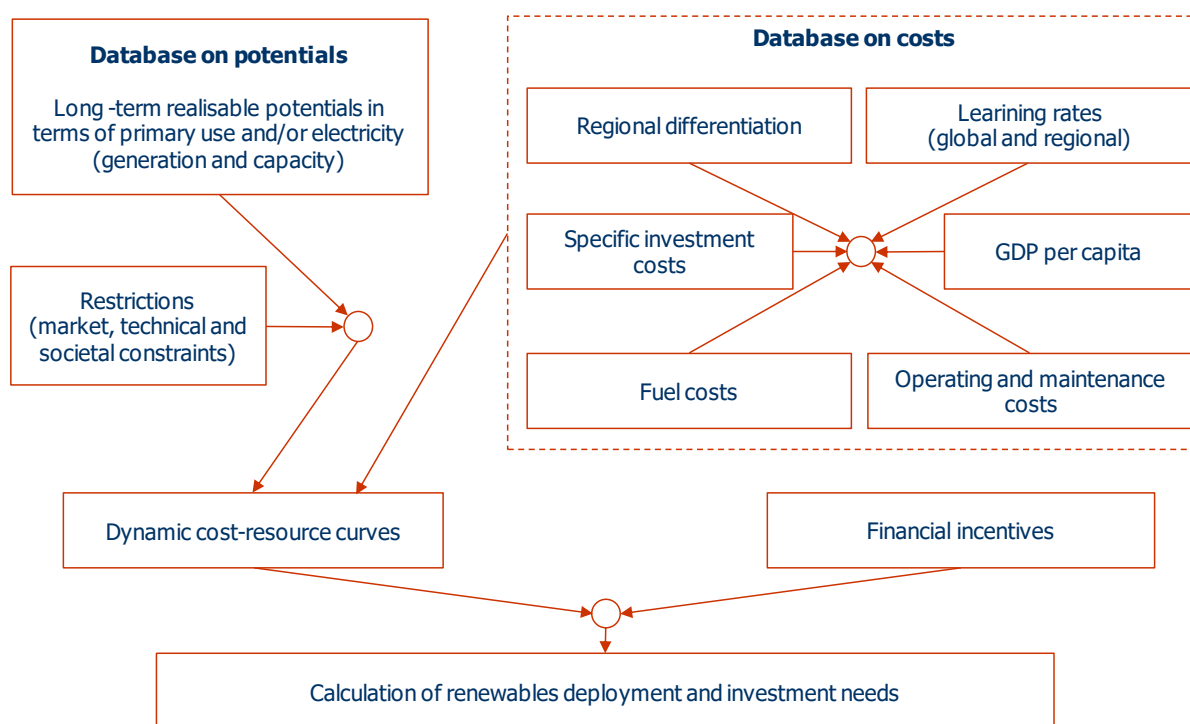 Database on potentials
Long -term realisable potentials in
terms of primary use and/or electricity
(generation and capacity)
Restrictions
(market, technical and
societal constraints)
Database on costs
Regional differentiation
Learining rates
(global and regional)
Specific investment
costs
GDP per capita
Fuel costs
Operating and maintenance
costs
Dynamic cost-resource curves
Financial incentives
Calculation of renewables deployment and investment needs